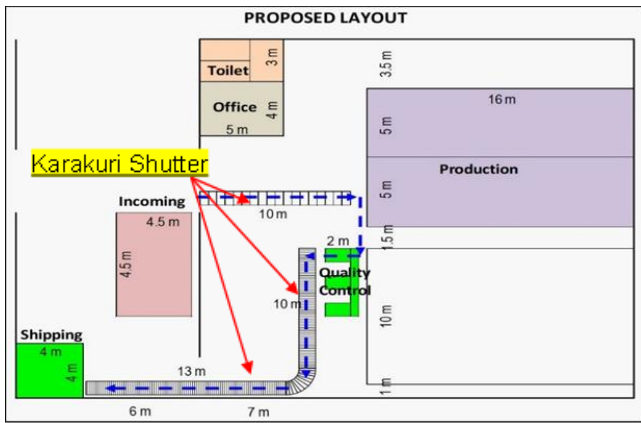 PROPOSED LAYOUT
3 m
3.5 m
Toilet
Office
4 m
5 m
16 m
5 m
Karakuri Shutter
Production
5 m
Incoming
10 m
4.5 m
1.5 m
2 m
4.5 m
Quality
Control
10 m
10 m
Shipping
4 m
4 m
13 m
1 m
6 m
7 m